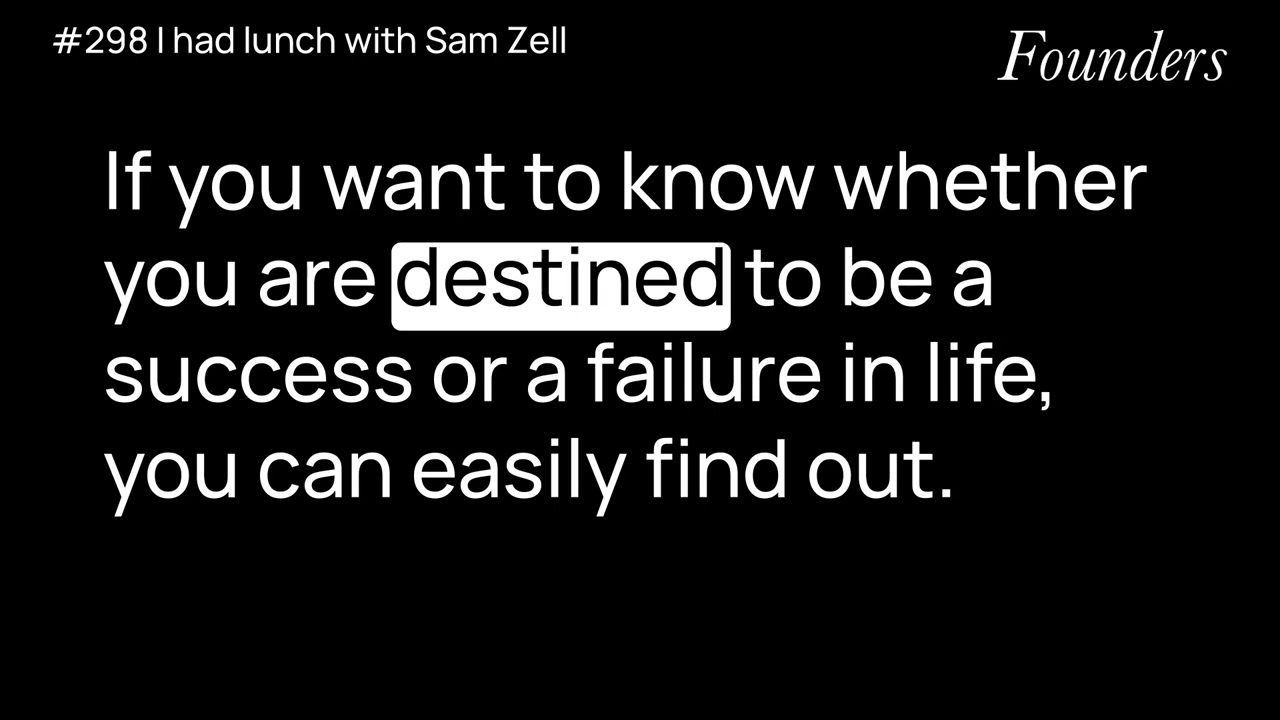 #298 I had lunch with Sam Zell
Founders
If you want to know whether
you are destined to be a
success or a failure in life,
you can easily find out.